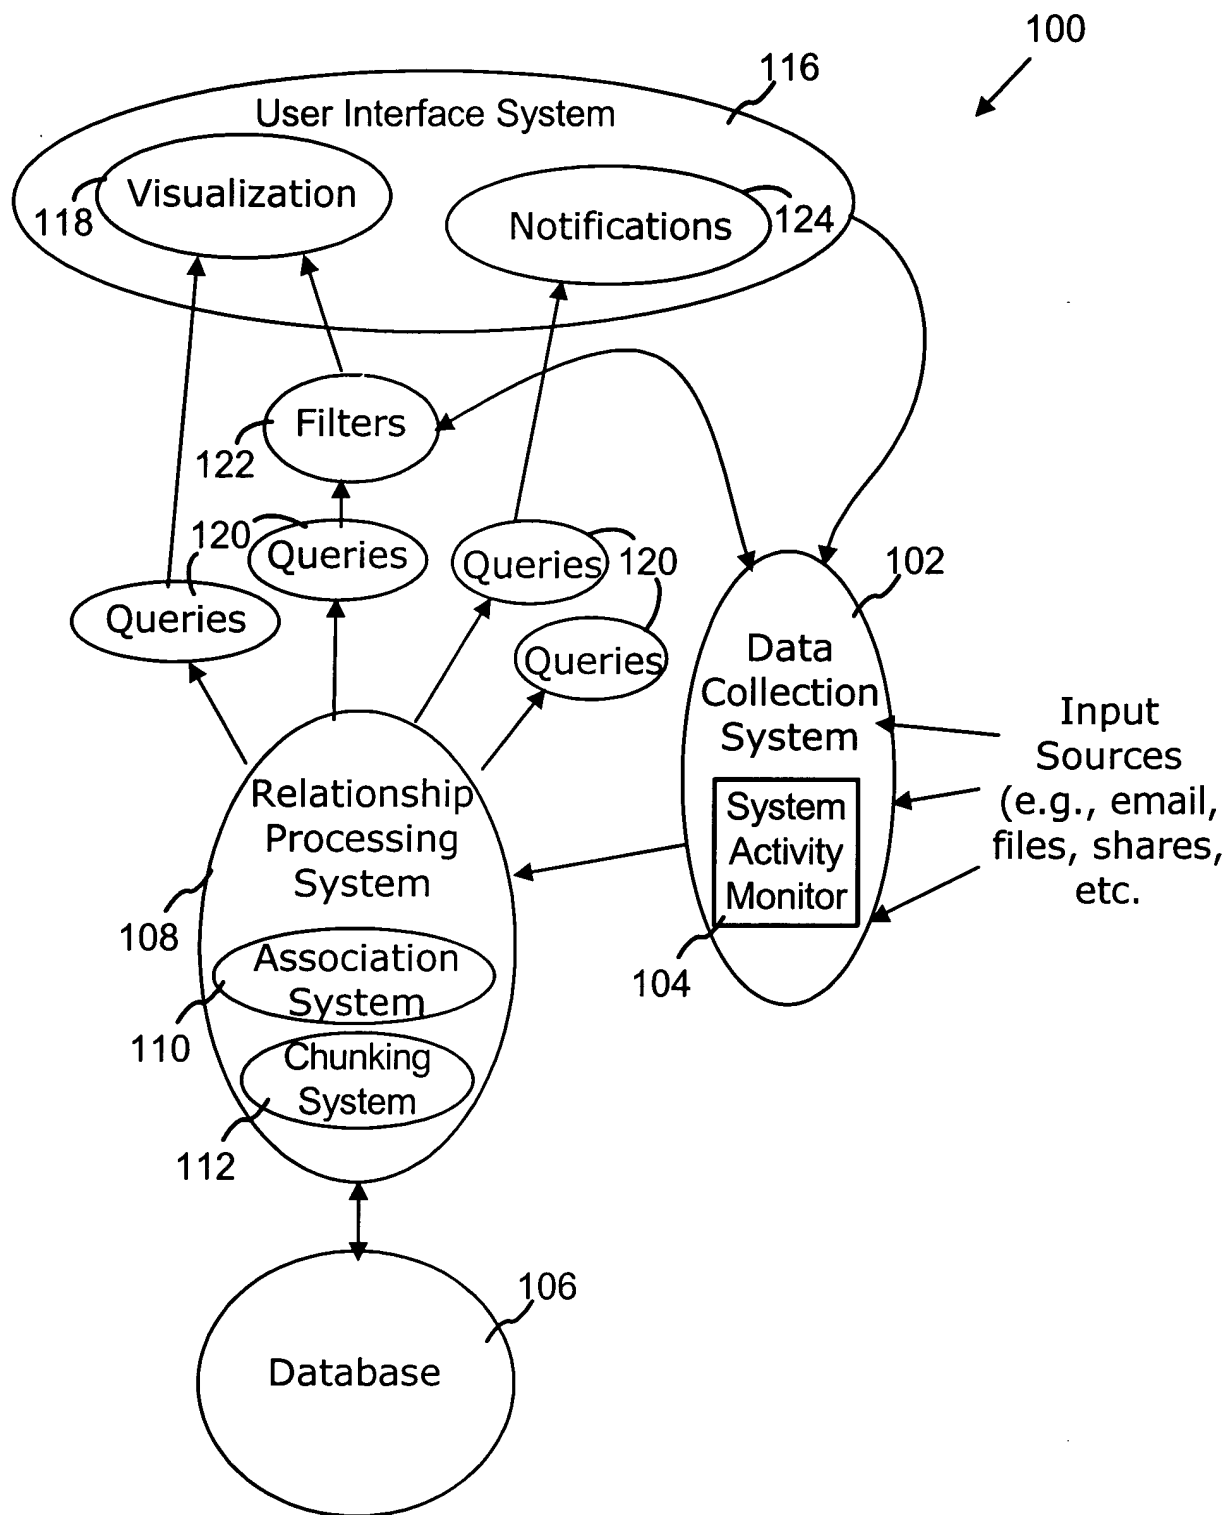 100
116
User Interface System
Visualization
118
Notifications
124
Filters
122
120
Queries
Queries
120
Queries
Queries
102
Data
Collection
System
System
Activity
Monitor
104
Input
Sources
(e.g., email,
files, shares,
etc.
Relationship
Processing
System
108
Association
System
110
Chunking
System
112
106
Database